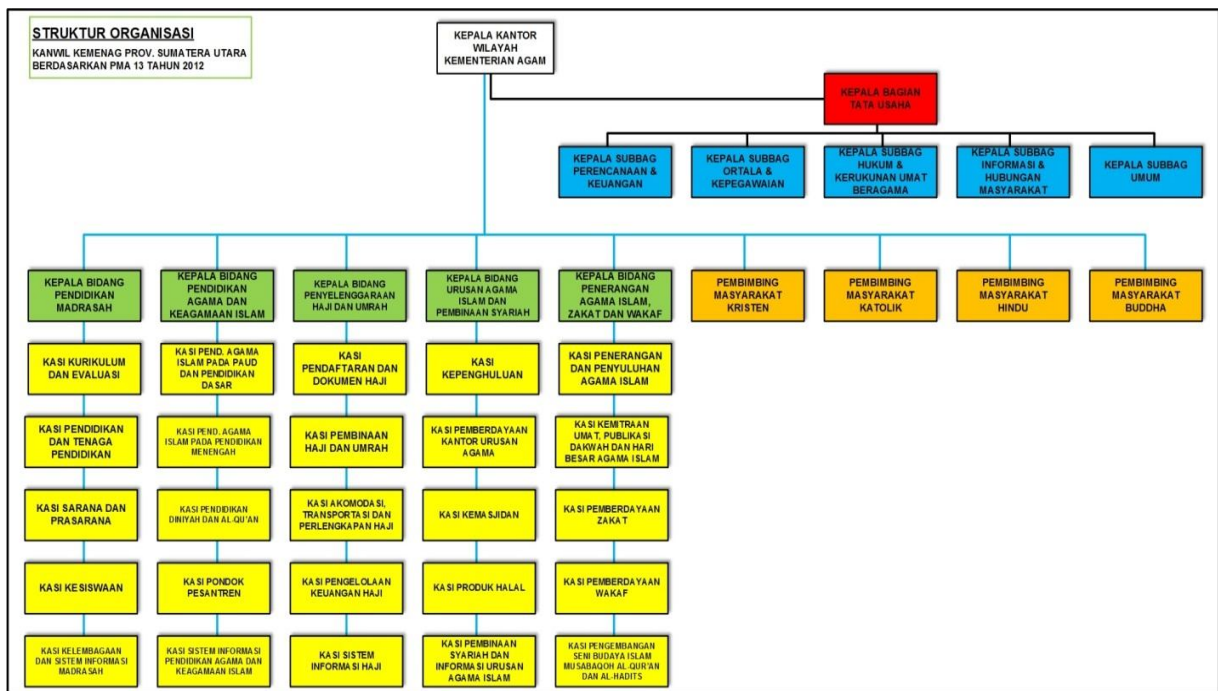 STRUKTUR ORGANISASI
KANWIL KEMENAG PROV. SUMATERA UTARA
BERDASARKAN PMA 13 TAHUN 2012
KEPALA KANTOR
WILAYAH
KEMENTERIAN AGAM
KEPALA BAGIAN
TATA USAHA
KEPALA SUBBAG
PERENCANAAN &
KEUANGAN
KEPALA SUBBAG
ORTALA &
KEPEGAWAIAN
KEPALA SUBBAG
HUKUM &
KERUKUNAN UMAT
BERAGAMA
KEPALA SUBBAG
INFORMASI &
HUBUNGAN
MASYARAKAT
KEPALA SUBBAG
UMUM
KEPALA BIDANG
PENDIDIKAN
MADRASAH
KEPALA BIDANG
PENDIDIKAN
AGAMA DAN
KEAGAMAAN ISLAM
KEPALA BIDANG
PENYELENGGARAAN
HAJI DAN UMRAH
KEPALA BIDANG
URUSAN AGAMA
ISLAM DAN
PEMBINAAN SYARIAH
KEPALA BIDANG
PENERANGAN
AGAMA ISLAM,
ZAKAT DAN WAKAF
PEMBIMBING
MASYARAKAT
KRISTEN
PEMBIMBING
MASYARAKAT
KATOLIK
PEMBIMBING
MASYARAKAT
HINDU
PEMBIMBING
MASYARAKAT
BUDDHA
KASI KURIKULUM
DAN EVALUASI
KASI PEND. AGAMA
ISLAM PADA PAUD
DAN PENDIDIKAN
DASAR
KASI
PENDAFTARAN DAN
DOKUMEN HAJI
KASI
KEPENGHULUAN
KASI PENERANGAN
DAN PENYULUHAN
AGAMA ISLAM
KASI PENDIDIKAN
DAN TENAGA
PENDIDIKAN
KASI PEND. AGAMA
ISLAM PADA PENDIDIKAN
MENENGAH
KASI PEMBINAAN
HAJI DAN UMRAH
KASI PEMBERDAYAAN
KANTOR URUSAN
AGAMA
KASI KEMITRAAN
UMAT, PUBLIKASI
DAKWAH DAN HARI
BESAR AGAMA ISLAM
KASI SARANA DAN
PRASARANA
KASI PENDIDIKAN
DINIYAH DAN AL-QU'AN
KASI AKOMODASI,
TRANSPORTASI DAN
PERLENGKAPAN HAJI
KASI KEMASJIDAN
KASI PEMBERDAYAAN
ZAKAT
KASI KESISWAAN
KASI PONDOK
PESANTREN
KASI PENGELOLAAN
KEUANGAN HAJI
KASI PRODUK HALAL
KASI PEMBERDAYAAN
WAKAF
KASI KELEMBAGAAN
DAN SISTEM INFORMASI
MADRASAH
KASI SISTEM INFORMASI
PENDIDIKAN AGAMA DAN
KEAGAMAAN ISLAM
KASI SISTEM
INFORMASI HAJI
KASI PEMBINAAN
SYARIAH DAN
INFORMASI URUSAN
AGAMA ISLAM
KASI PENGEMBANGAN
SENI BUDAYA ISLAM
MUSABAQOH AL-QUR'AN
DAN AL-HADITS